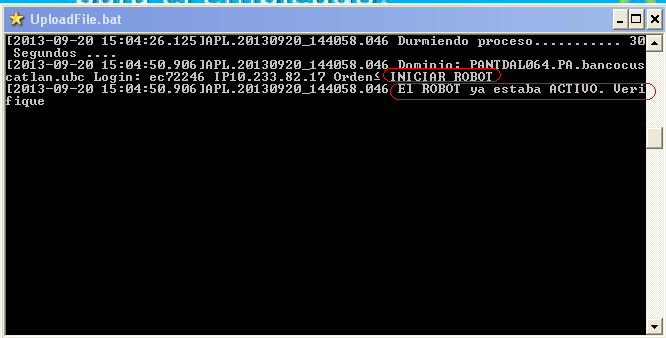 UploadFile.bat
[2013-09-20 15:04:26.125]APL.20130920_144058.046 Durmiendo proceso........... 30
Segundos ....
[2013-09-20 15:04:50.906]APL.20130920_144058.046 Dominio: PANTDAL064.PA.bancocus
catlan.ubc Login: ec72246 IP10.233.82.17 Orden≤ INICIAR ROBOT
[2013-09-20 15:04:50.906]APL.20130920_144058.046 El ROBOT ya estaba ACTIVO. Veri
fique